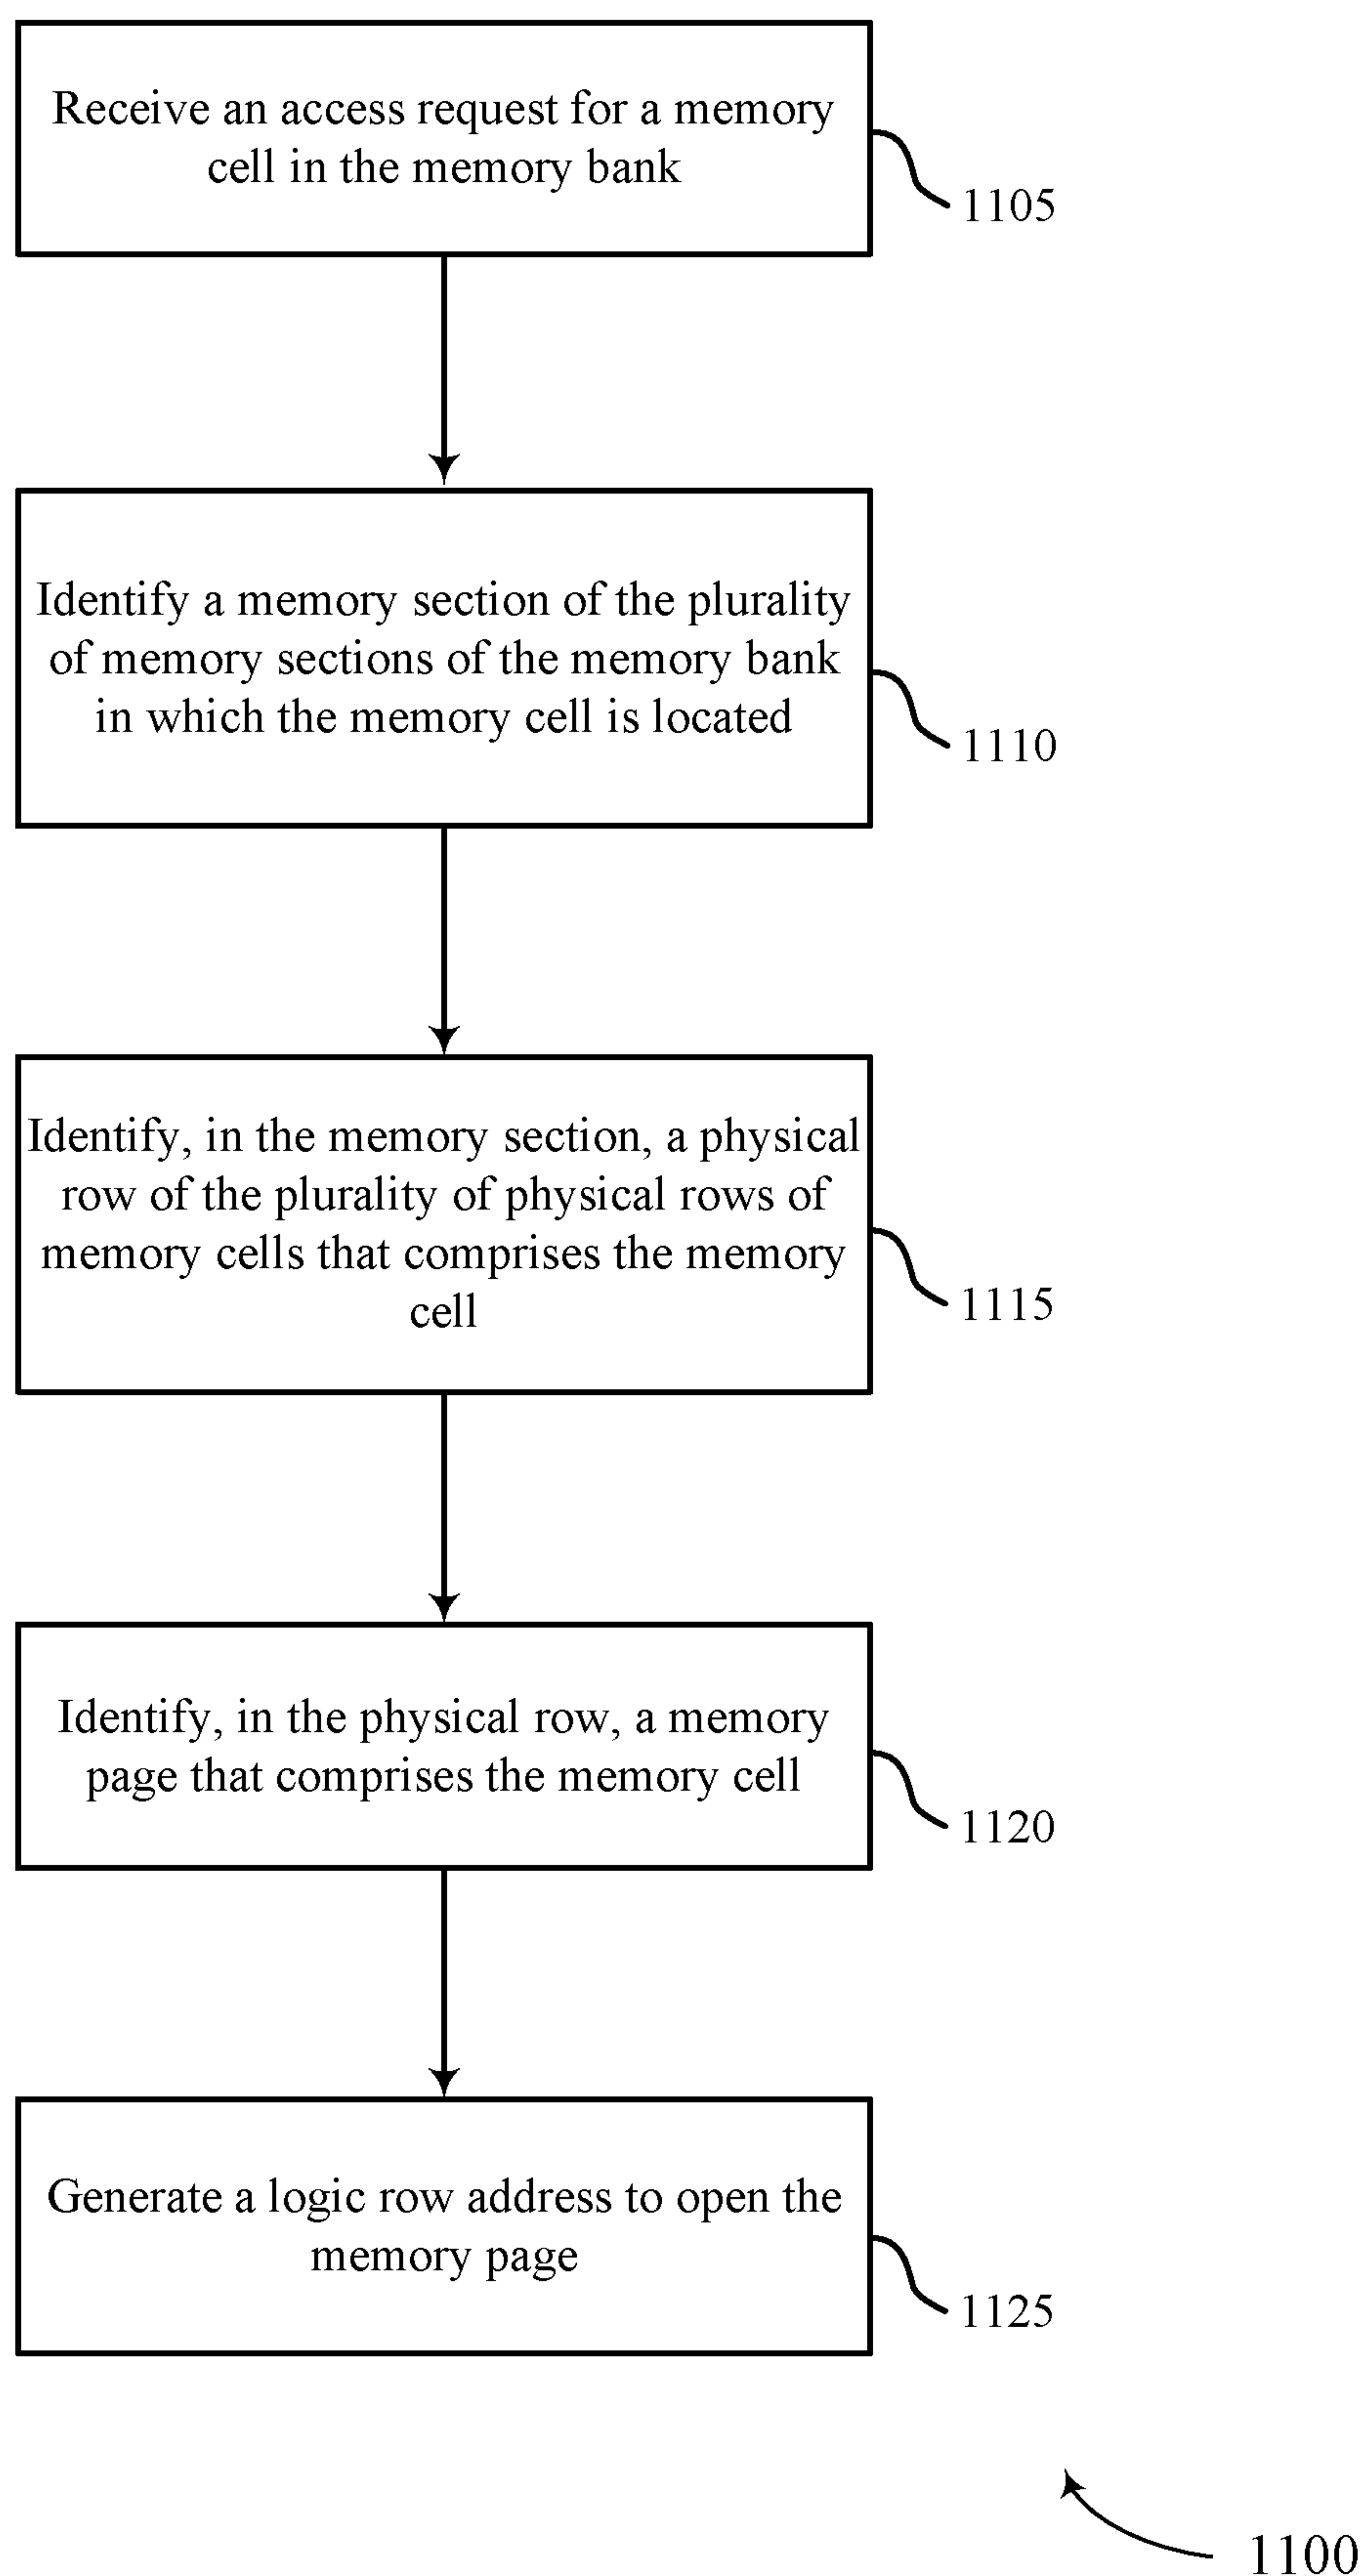 Receive an access request for a memory
cell in the memory bank
1105
Identify a memory section of the plurality
of memory sections of the memory bank
in which the memory cell is located
1110
Identify, in the memory section, a physical
row of the plurality of physical rows of
memory cells that comprises the memory
cell
1115
Identify, in the physical row, a memory
page that comprises the memory cell
1120
Generate a logic row address to open the
memory page
1125
1100